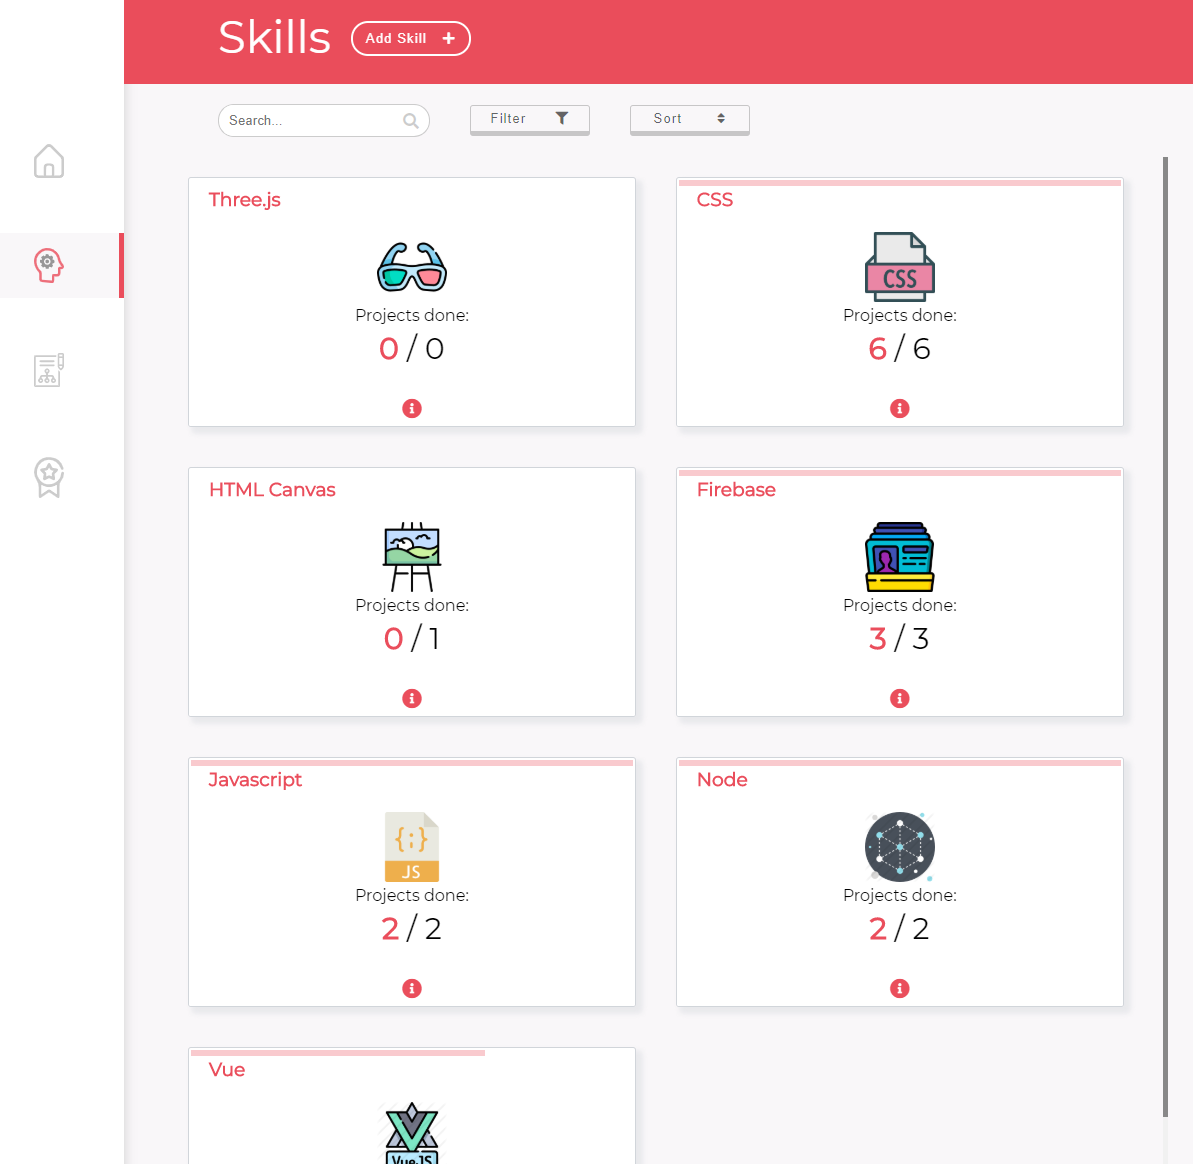 Skills
Add Skill
Search...
Filter
Sort
Three.js
Projects done:
0 / 0
CSS
CSS
Projects done:
6 / 6
HTML Canvas
Projects done:
0 / 1
Firebase
Projects done:
3 / 3
Javascript
{;}
JS
Projects done:
2 / 2
Node
Projects done:
2 / 2
Vue
VueJS